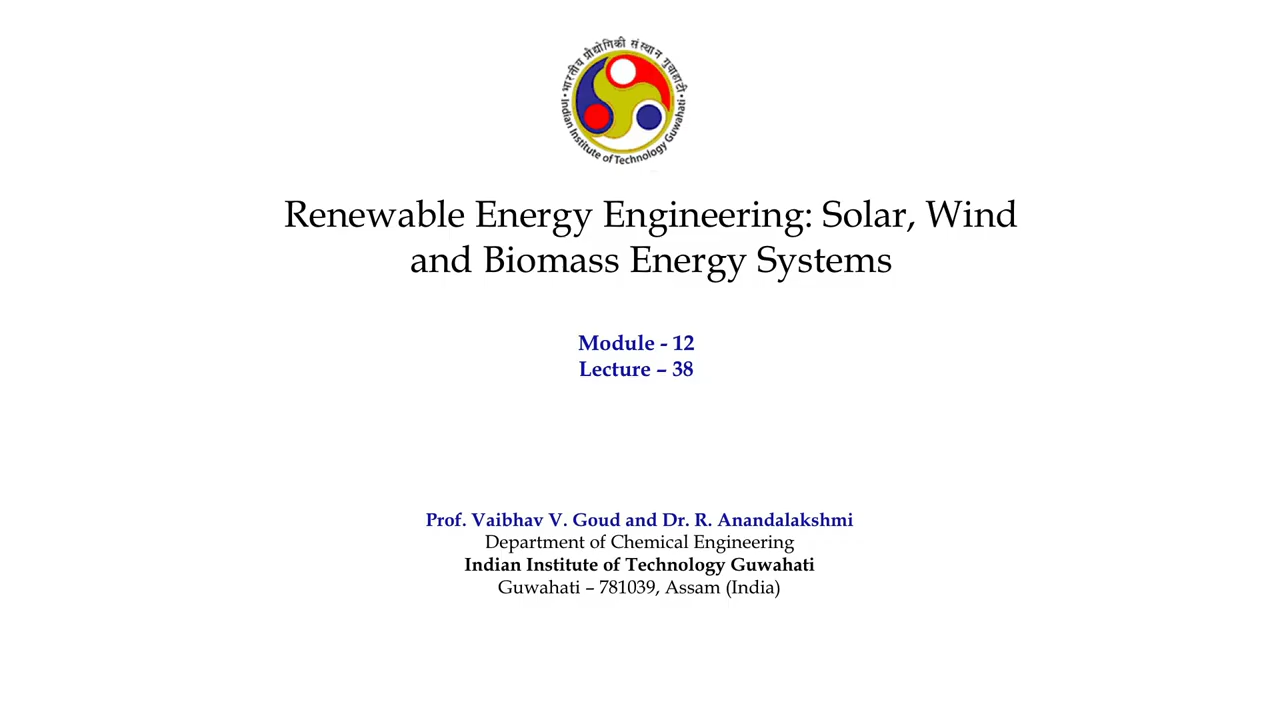 भारतीय प्रौद्योगिकी संस्थान गुवाहाटी
Indian Institute of Technology Guwahati
Renewable Energy Engineering: Solar, Wind
and Biomass Energy Systems
Module - 12
Lecture – 38
Prof. Vaibhav V. Goud and Dr. R. Anandalakshmi
Department of Chemical Engineering
Indian Institute of Technology Guwahati
Guwahati – 781039, Assam (India)